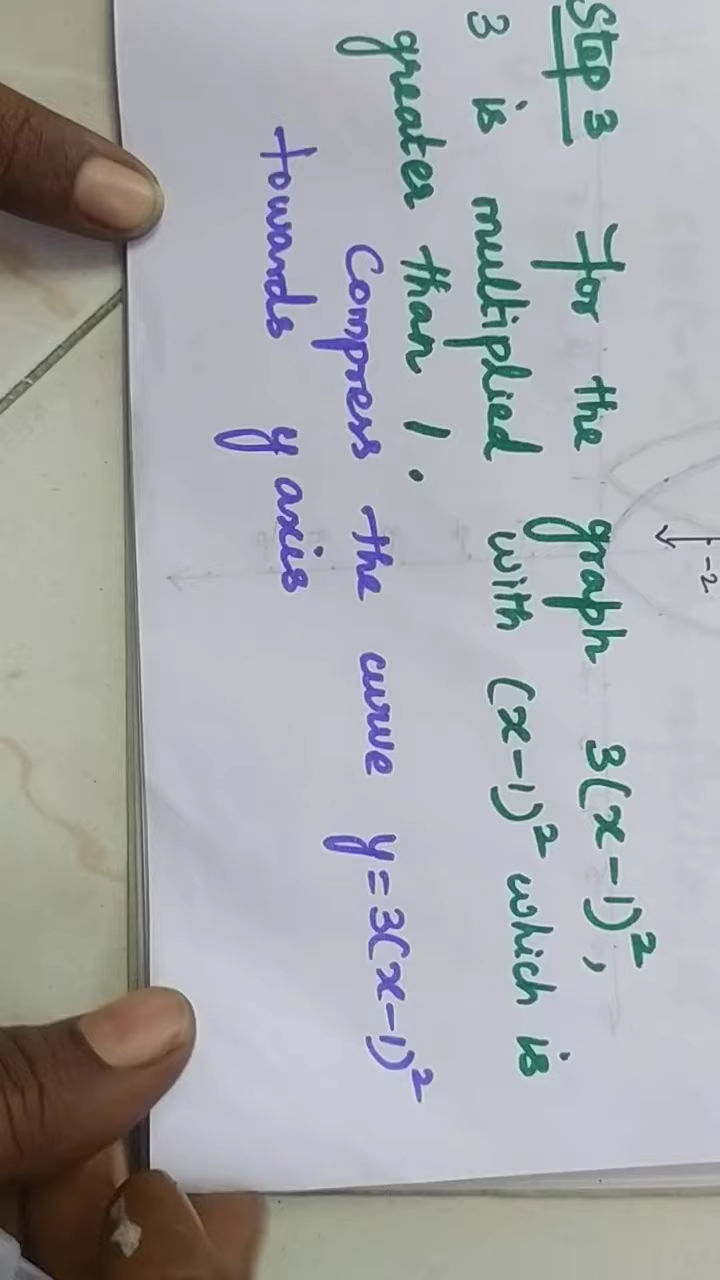 Step 3 For the graph 3(x-1)²,
3 is multiplied with (x-1)² which is
greater than 1.
Compress the curve y=3(x-1)²
towards y axis
-2